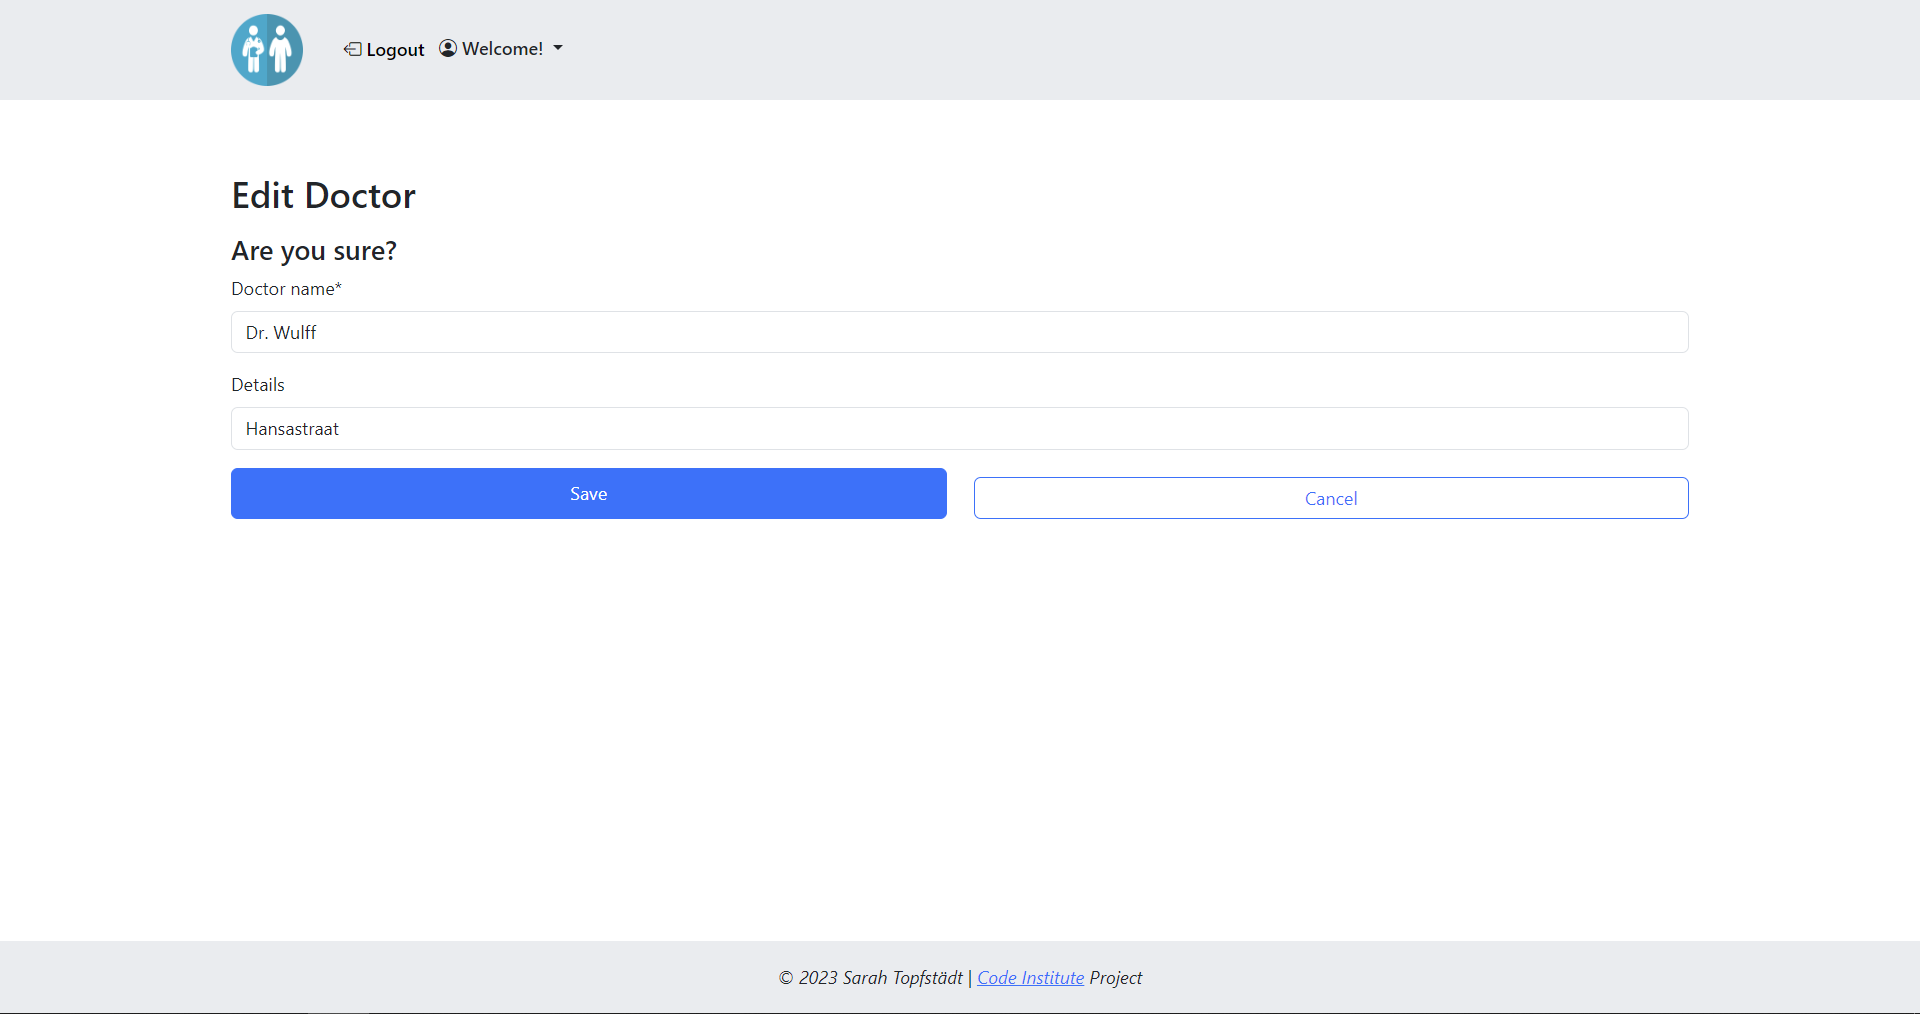 Logout Welcome!
Edit Doctor
Are you sure?
Doctor name*
Dr. Wulff
Details
Hansastraat
Save Cancel
© 2023 Sarah Topfstädt | Code Institute Project